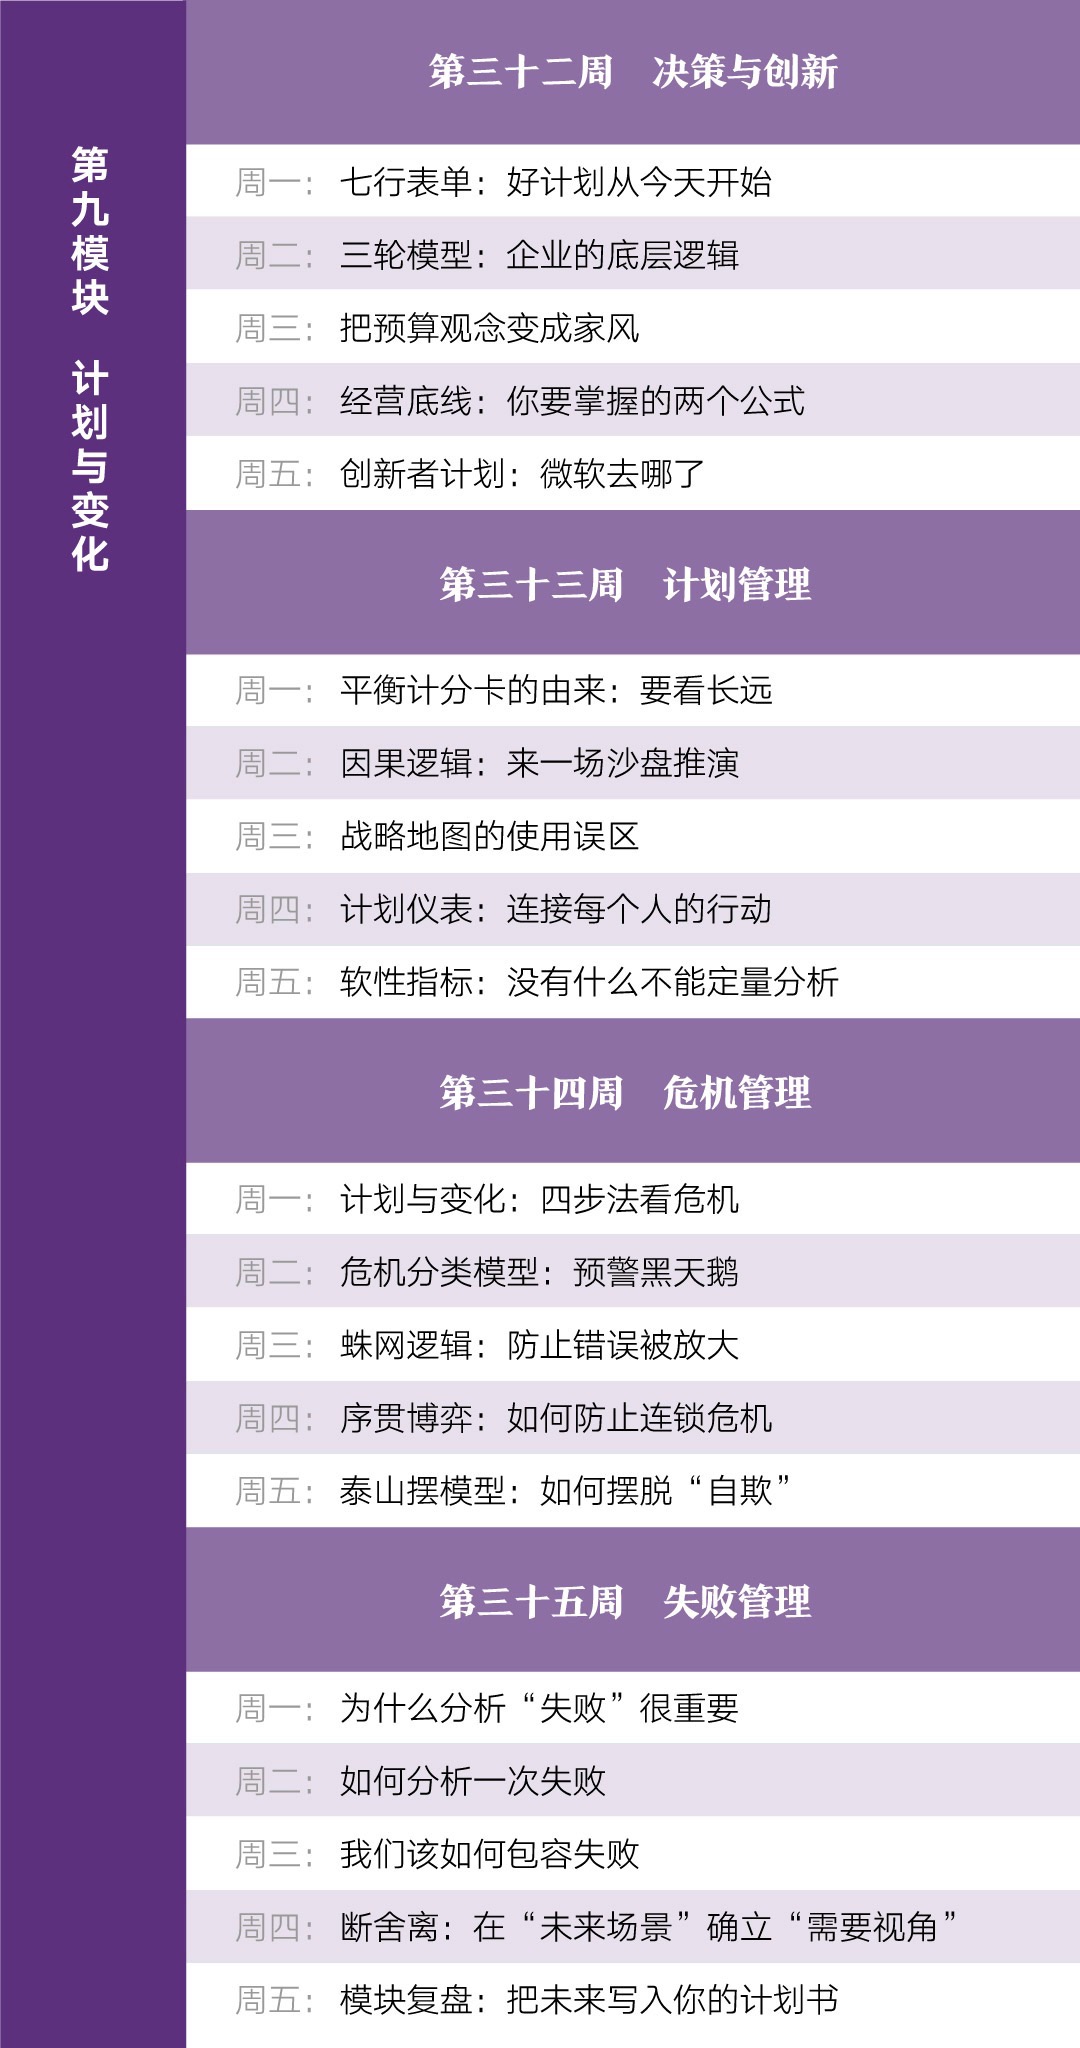 第九模块 计划与变化
第三十二周 决策与创新
周一：七行表单：好计划从今天开始
周二：三轮模型：企业的底层逻辑
周三：把预算观念变成家风
周四：经营底线：你要掌握的两个公式
周五：创新者计划：微软去哪了
第三十三周 计划管理
周一：平衡计分卡的由来：要看长远
周二：因果逻辑：来一场沙盘推演
周三：战略地图的使用误区
周四：计划仪表：连接每个人的行动
周五：软性指标：没有什么不能定量分析
第三十四周 危机管理
周一：计划与变化：四步法看危机
周二：危机分类模型：预警黑天鹅
周三：蛛网逻辑：防止错误被放大
周四：序贯博弈：如何防止连锁危机
周五：泰山摆模型：如何摆脱“自欺”
第三十五周 失败管理
周一：为什么分析“失败”很重要
周二：如何分析一次失败
周三：我们该如何包容失败
周四：断舍离：在“未来场景”确立“需要视角”
周五：模块复盘：把未来写入你的计划书